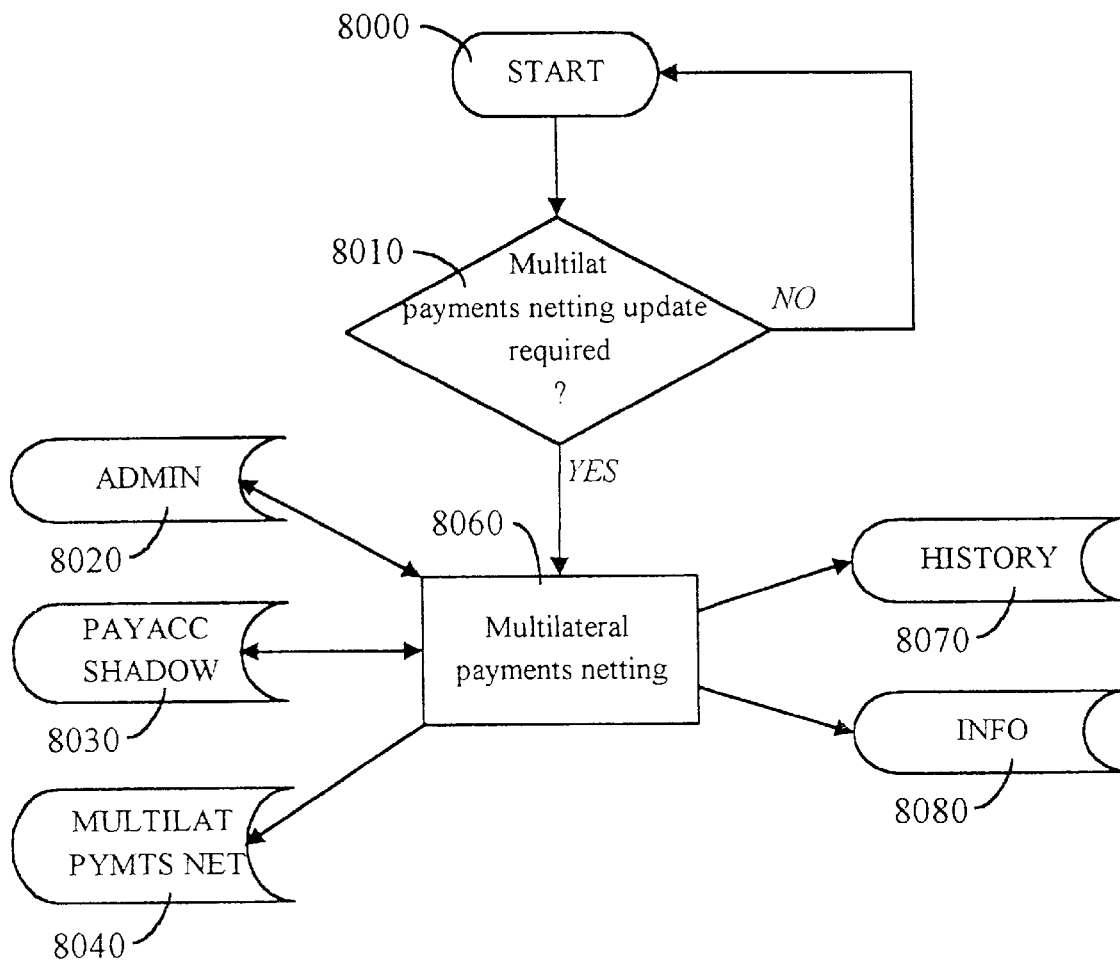 8000
START
8010
Multilat
payments netting update
required
?
NO
YES
ADMIN
8020
8060
HISTORY
8070
PAYACC
SHADOW
8030
Multilateral
payments netting
INFO
8080
MULTILAT
PYMTS NET
8040